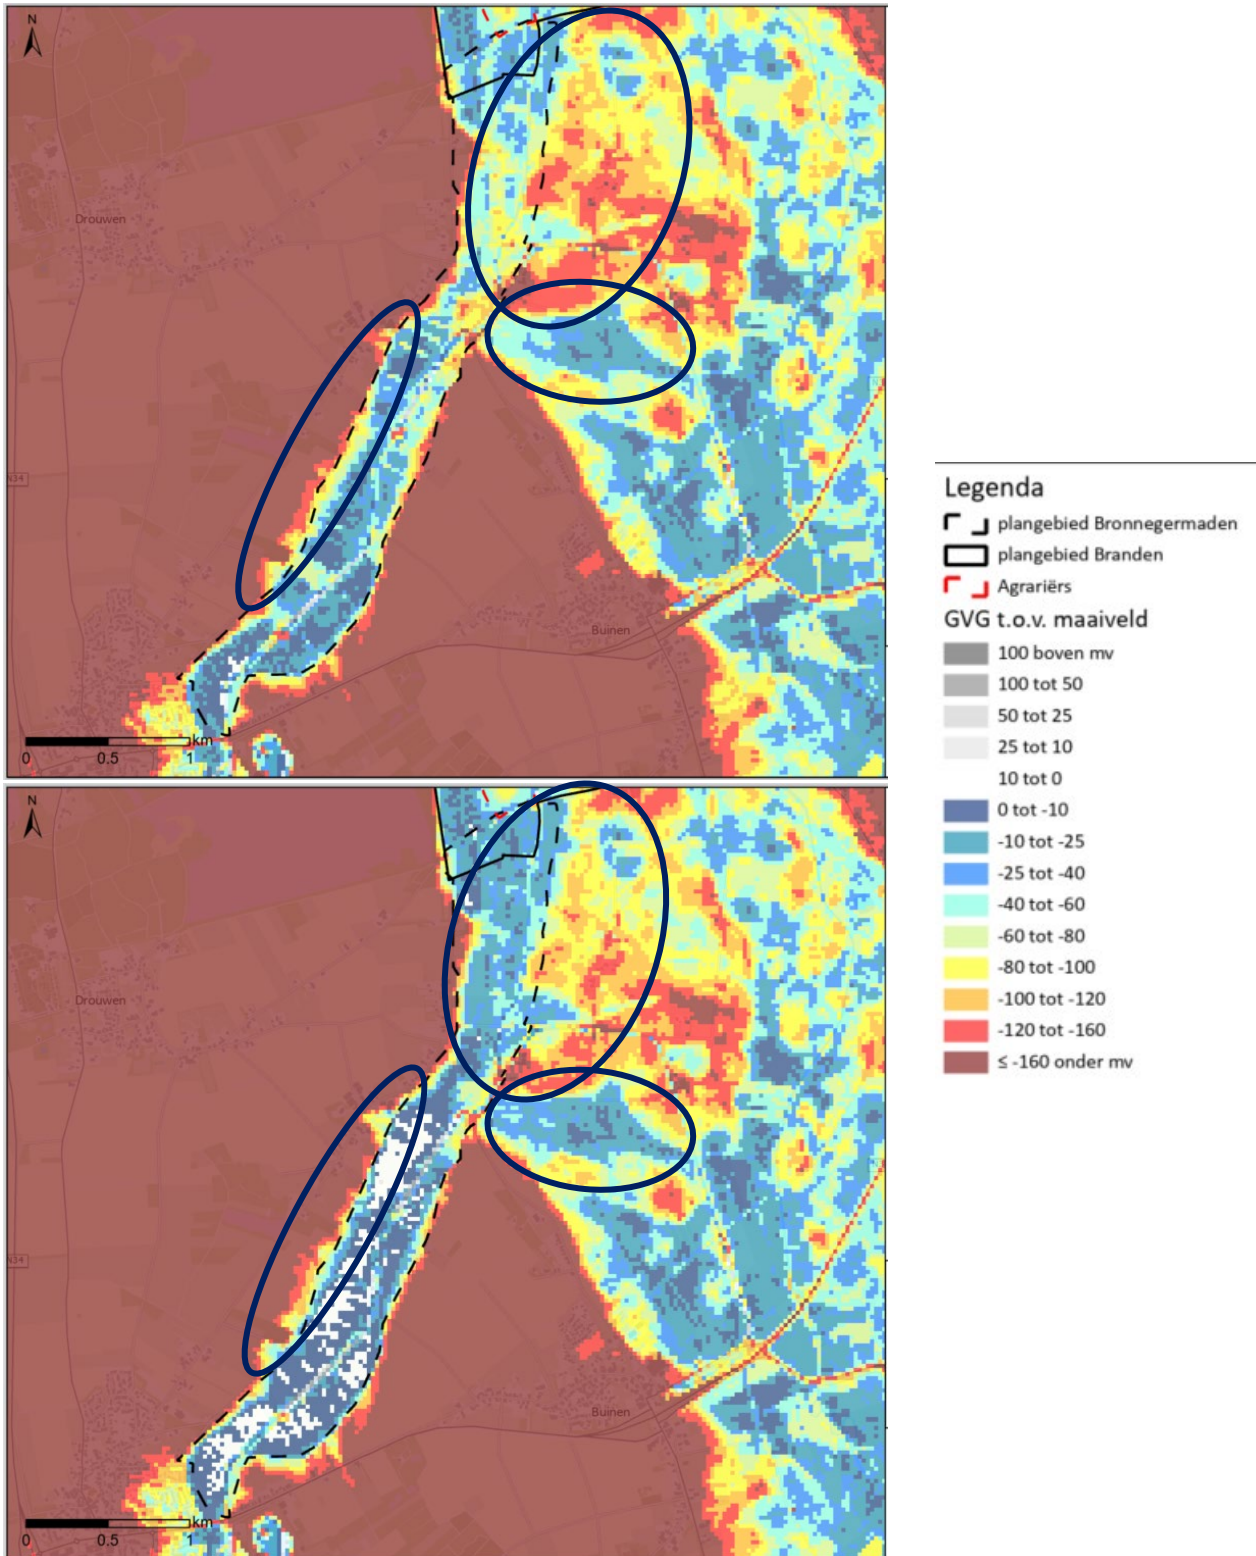 N
Drouwen
N34
Buinen
km
0 0.5 1
N
Drouwen
N34
Buinen
km
0 0.5 1
Legenda
plangebied Bronnegermaden
plangebied Branden
Agrariërs
GVG t.o.v. maaiveld
100 boven mv
100 tot 50
50 tot 25
25 tot 10
10 tot 0
0 tot -10
-10 tot -25
-25 tot -40
-40 tot -60
-60 tot -80
-80 tot -100
-100 tot -120
-120 tot -160
≤ -160 onder mv